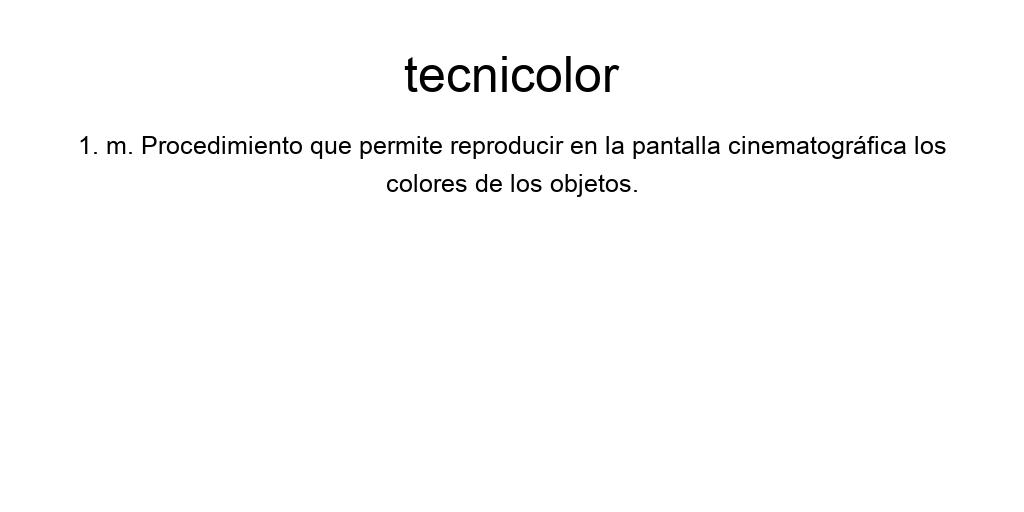 tecnicolor
1. m. Procedimiento que permite reproducir en la pantalla cinematográfica los
colores de los objetos.